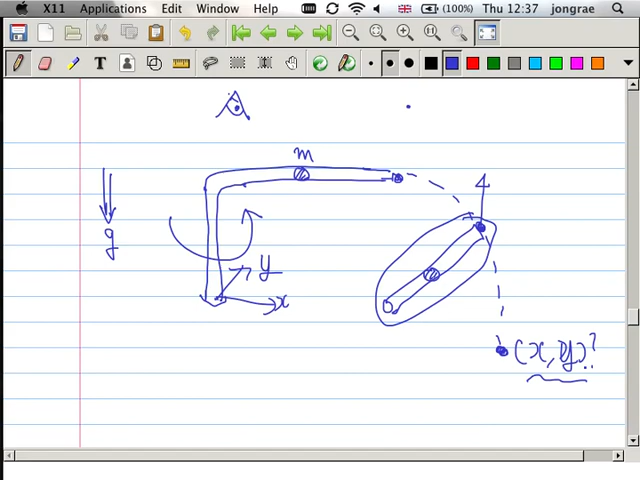 X11 Applications Edit Window Help (100%) Thu 12:37 jongrae
T
A
m
4
g
y
x
(x, y)?